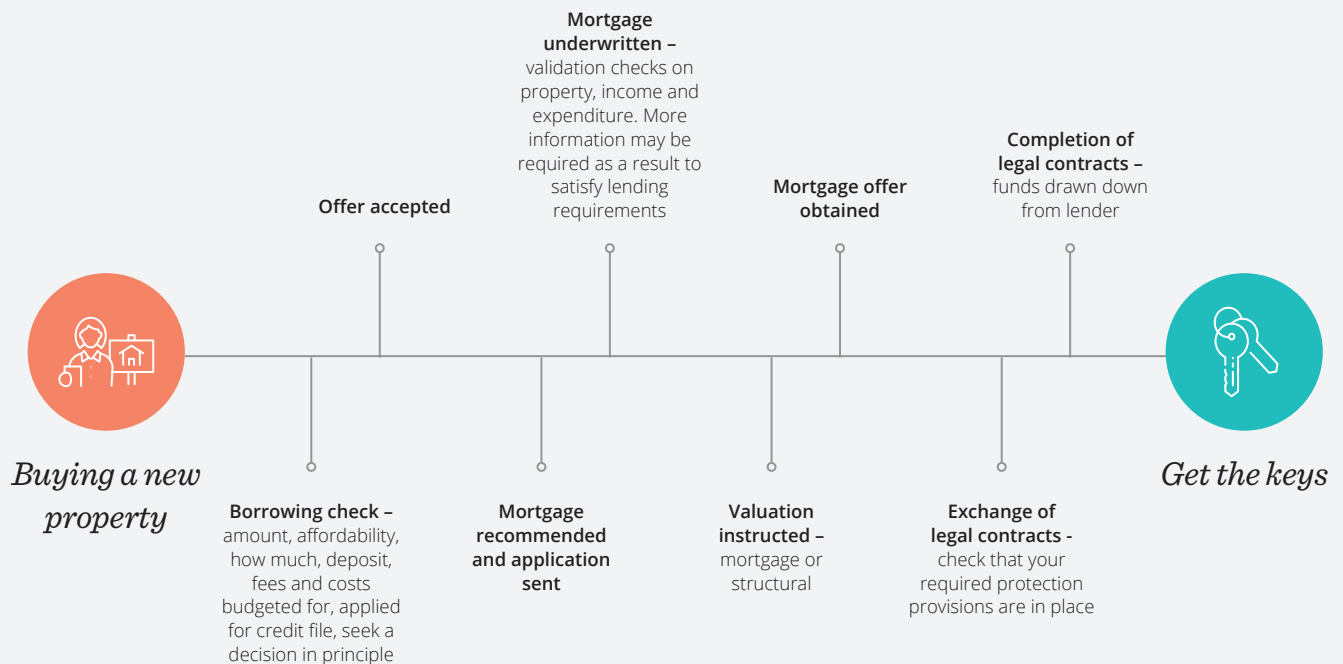 Buying a new
property
Borrowing check –
amount, affordability,
how much, deposit,
fees and costs
budgeted for, applied
for credit file, seek a
decision in principle
Offer accepted
Mortgage
recommended
and application
sent
Mortgage
underwritten –
validation checks on
property, income and
expenditure. More
information may be
required as a result to
satisfy lending
requirements
Valuation
instructed –
mortgage or
structural
Mortgage offer
obtained
Exchange of
legal contracts -
check that your
required protection
provisions are in place
Completion of
legal contracts –
funds drawn down
from lender
Get the keys